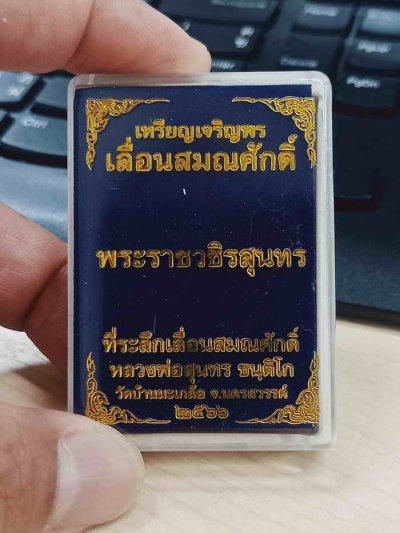 เหรียญเจริญพร
เลื่อนสมณศักดิ์
พระราชวชิรสุนทร
ที่ระลึกเลื่อนสมณศักดิ์
หลวงพ่อสุนทร ขนฺติโก
วัดบ้านมะเกลือ จ.นครสวรรค์
๒๕๖๖